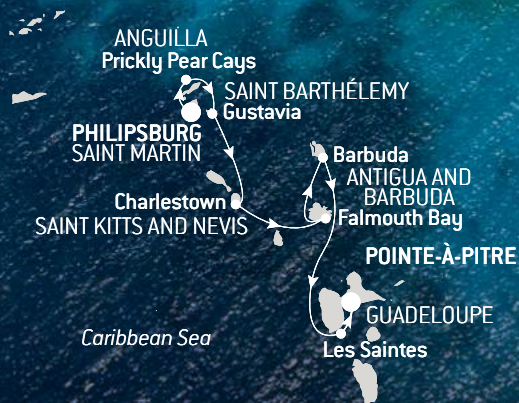 ANGUILLA
Prickly Pear Cays
SAINT BARTHÉLEMY
Gustavia
PHILIPSBURG
SAINT MARTIN
Barbuda
ANTIGUA AND
BARBUDA
Charlestown
Falmouth Bay
SAINT KITTS AND NEVIS
POINTE-À-PITRE
GUADELOUPE
Caribbean Sea
Les Saintes